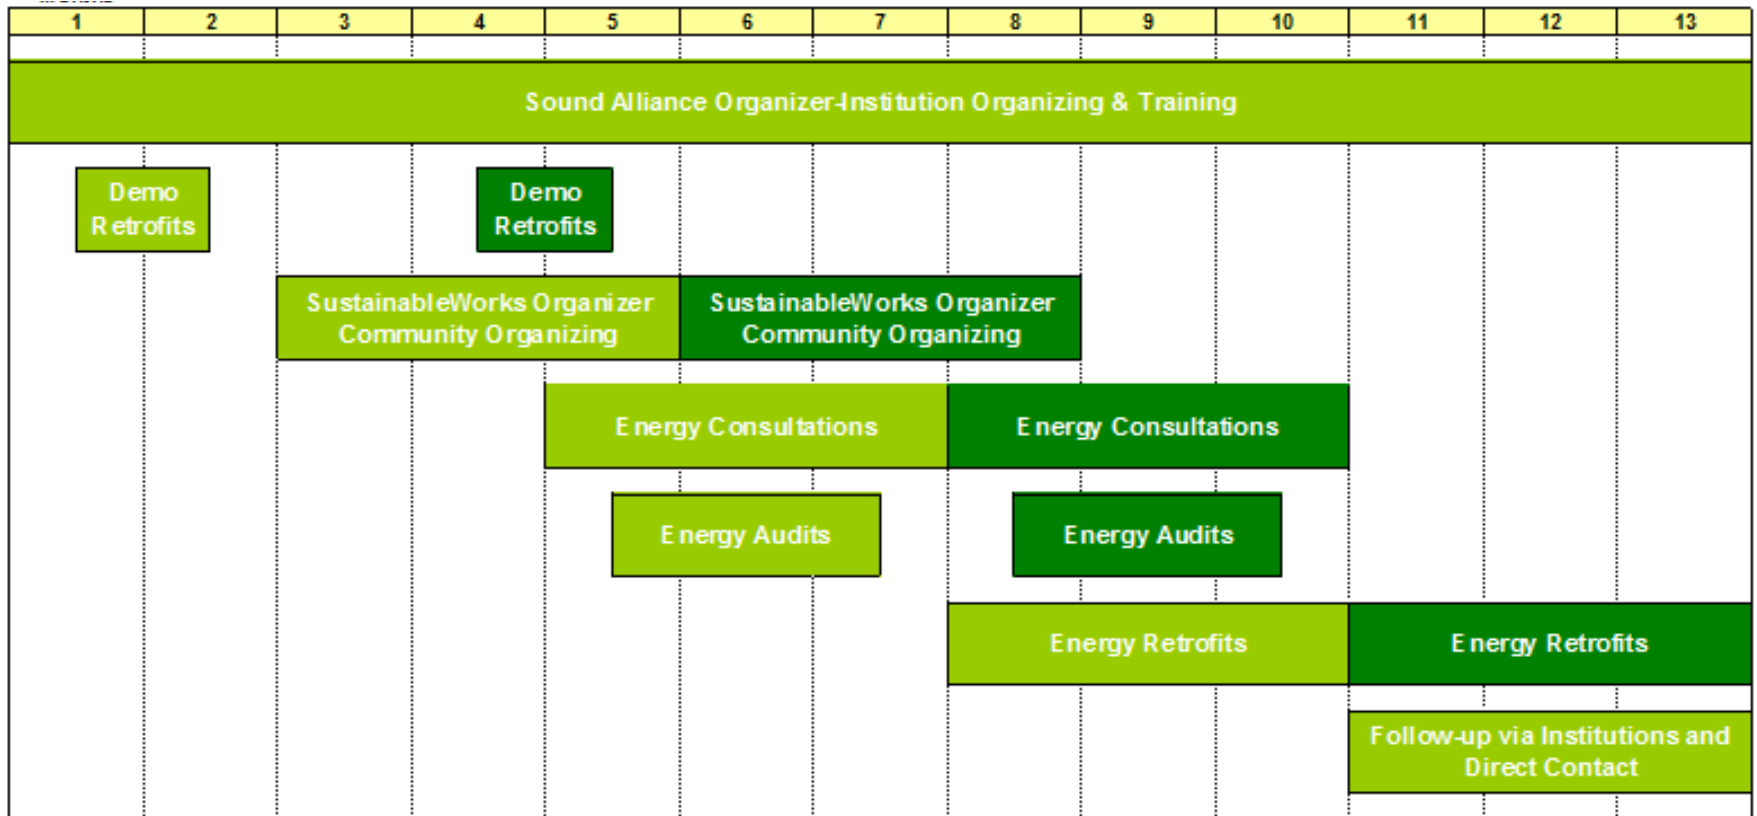 1 2 3 4 5 6 7 8 9 10 11 12 13
Sound Alliance Organizer-Institution Organizing & Training
Demo
Retrofits
Demo
Retrofits
SustainableWorks Organizer
Community Organizing
SustainableWorks Organizer
Community Organizing
Energy Consultations
Energy Consultations
Energy Audits
Energy Audits
Energy Retrofits
Energy Retrofits
Follow-up via Institutions and
Direct Contact